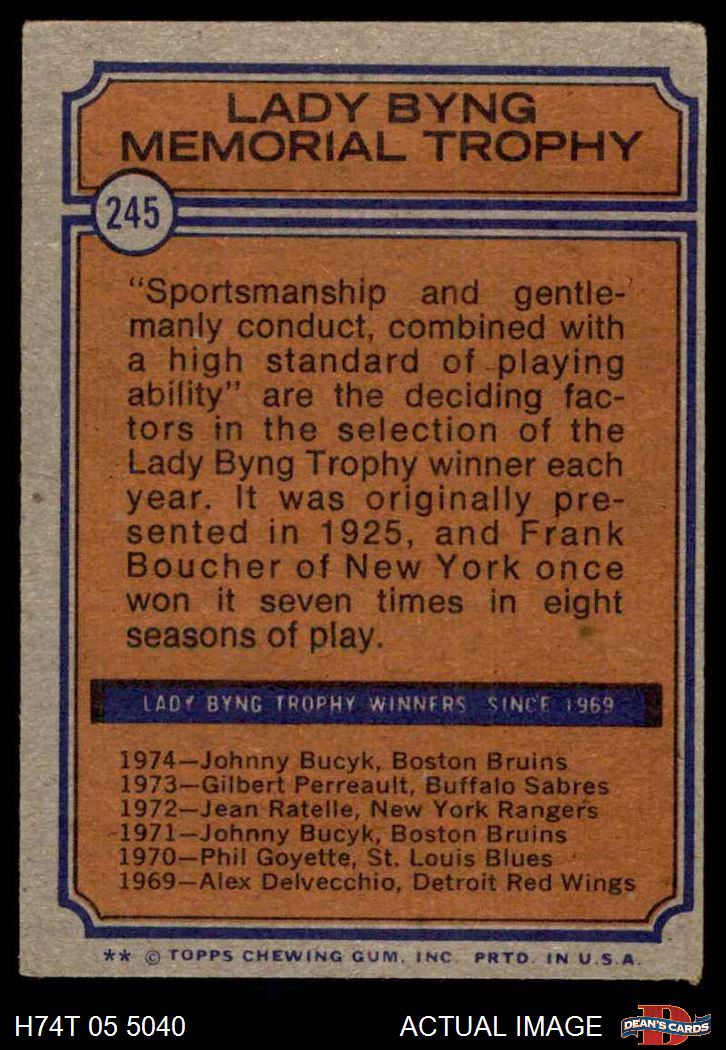 LADY BYNG
MEMORIAL TROPHY
245
“Sportsmanship and gentle-
manly conduct, combined with
a high standard of playing
ability” are the deciding fac-
tors in the selection of the
Lady Byng Trophy winner each
year. It was originally pre-
sented in 1925, and Frank
Boucher of New York once
won it seven times in eight
seasons of play.
LADY BYNG TROPHY WINNERS SINCE 1969
1974—Johnny Bucyk, Boston Bruins
1973—Gilbert Perreault, Buffalo Sabres
1972—Jean Ratelle, New York Rangers
1971—Johnny Bucyk, Boston Bruins
1970—Phil Goyette, St. Louis Blues
1969—Alex Delvecchio, Detroit Red Wings
** © TOPPS CHEWING GUM, INC. PRTD. IN U.S.A.
H74T 05 5040 ACTUAL IMAGE D DEAN'S CARDS